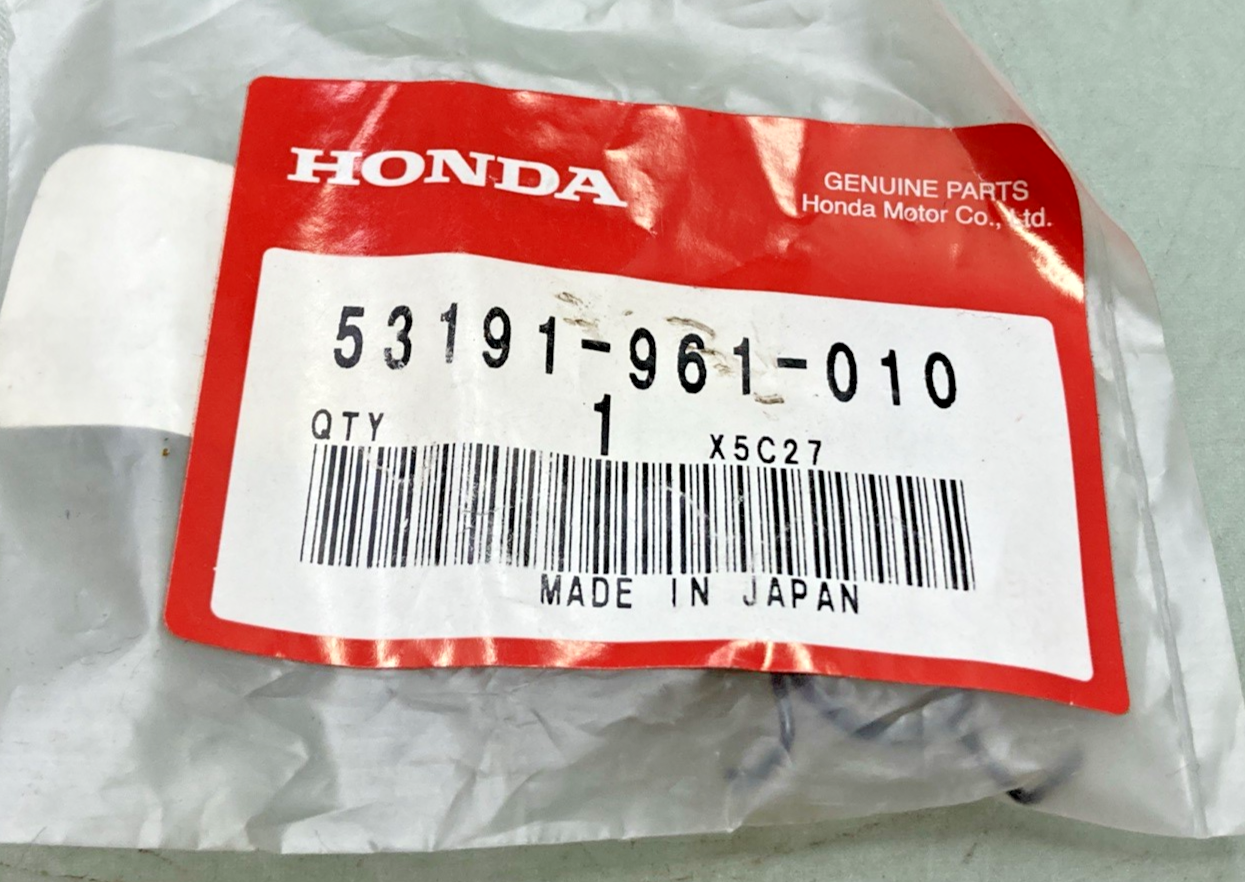 HONDA
GENUINE PARTS
Honda Motor Co., Ltd.
53191-961-010
QTY 1 X5C27
MADE IN JAPAN